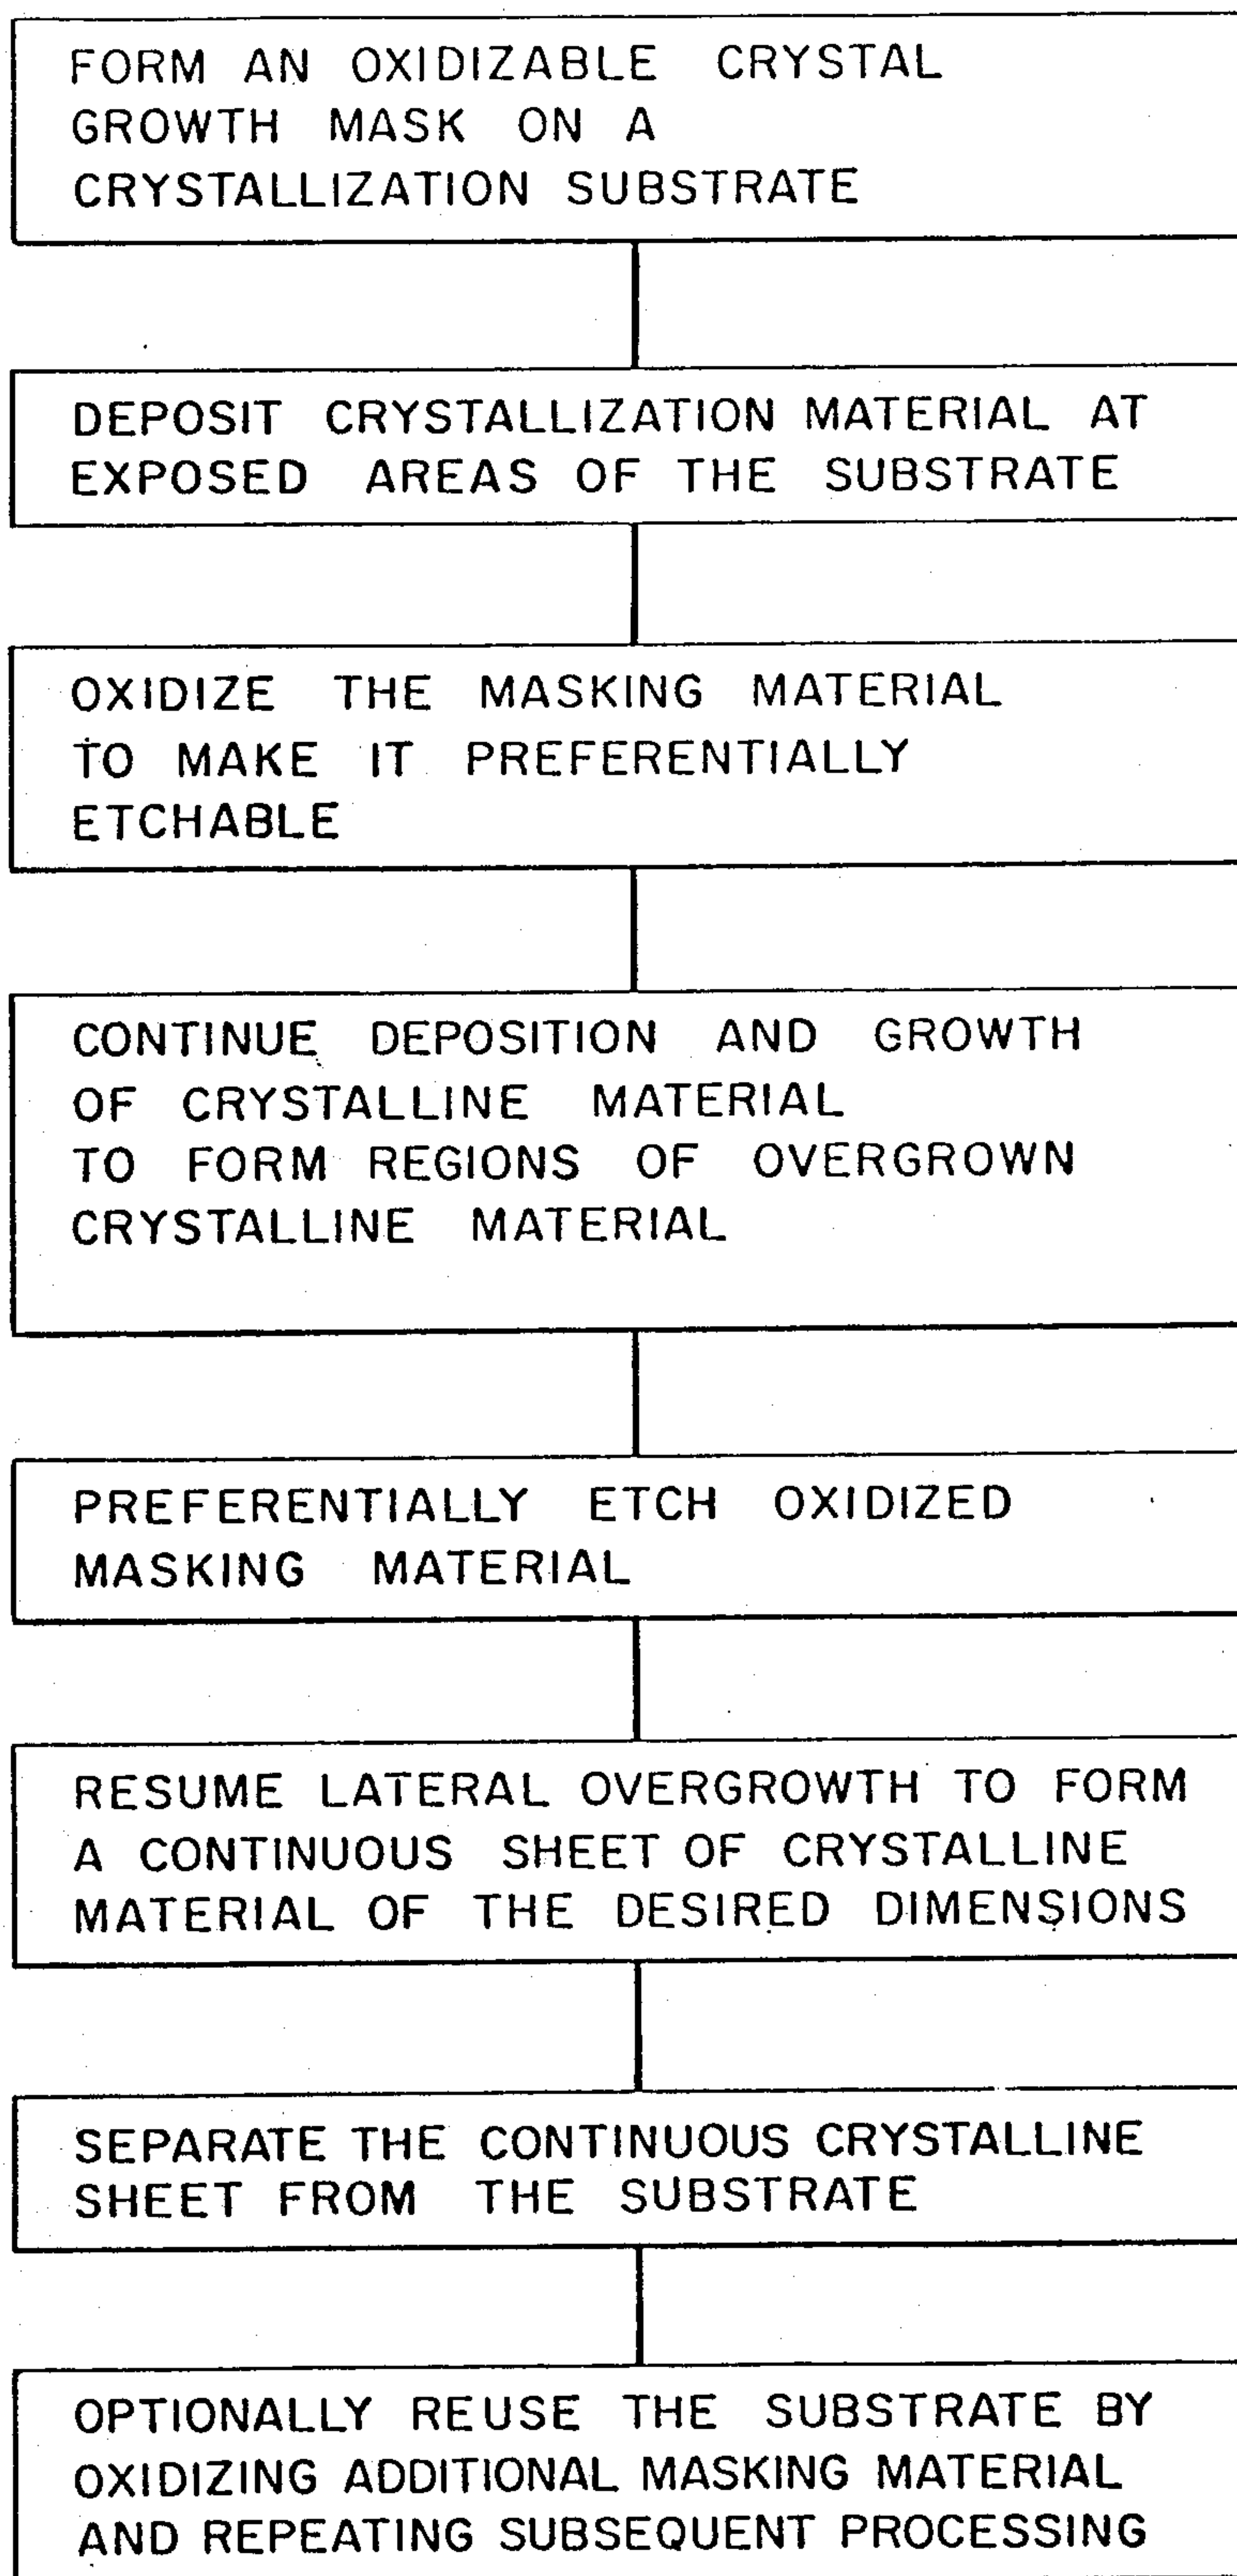 FORM AN OXIDIZABLE CRYSTAL
GROWTH MASK ON A
CRYSTALLIZATION SUBSTRATE
DEPOSIT CRYSTALLIZATION MATERIAL AT
EXPOSED AREAS OF THE SUBSTRATE
OXIDIZE THE MASKING MATERIAL
TO MAKE IT PREFERENTIALLY
ETCHABLE
CONTINUE DEPOSITION AND GROWTH
OF CRYSTALLINE MATERIAL
TO FORM REGIONS OF OVERGROWN
CRYSTALLINE MATERIAL
PREFERENTIALLY ETCH OXIDIZED
MASKING MATERIAL
RESUME LATERAL OVERGROWTH TO FORM
A CONTINUOUS SHEET OF CRYSTALLINE
MATERIAL OF THE DESIRED DIMENSIONS
SEPARATE THE CONTINUOUS CRYSTALLINE
SHEET FROM THE SUBSTRATE
OPTIONALLY REUSE THE SUBSTRATE BY
OXIDIZING ADDITIONAL MASKING MATERIAL
AND REPEATING SUBSEQUENT PROCESSING